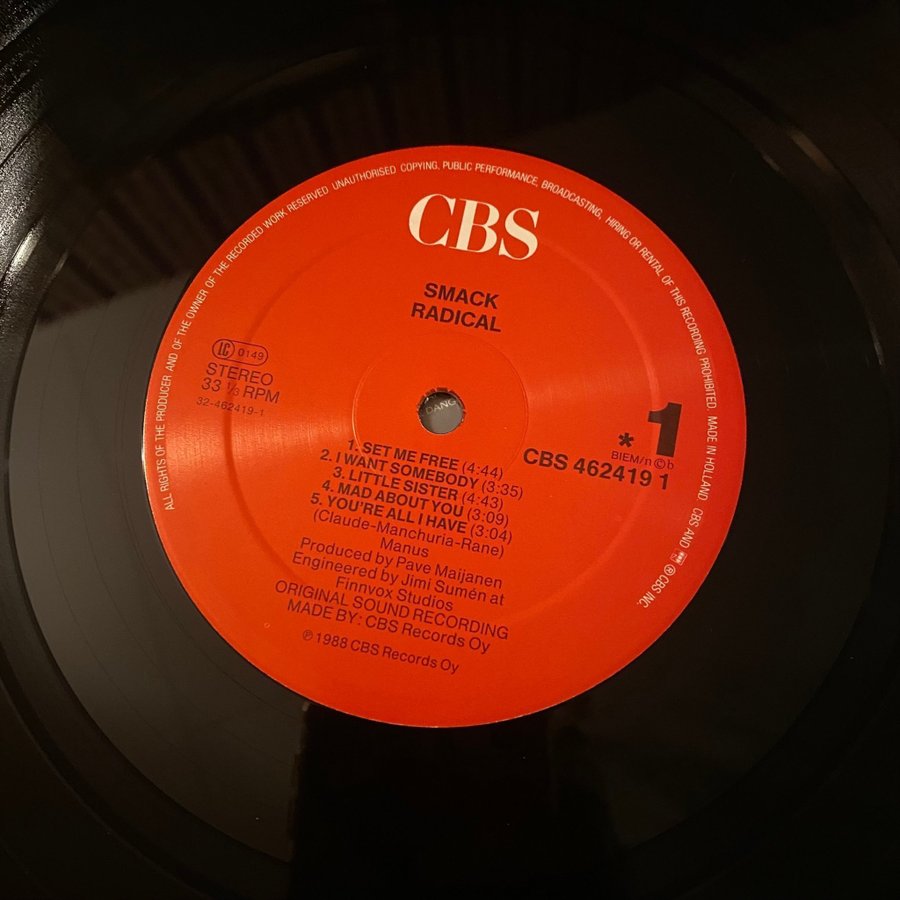 ALL RIGHTS OF THE PRODUCER AND OF THE OWNER OF THE RECORDED WORK RESERVED UNAUTHORISED COPYING, PUBLIC PERFORMANCE, BROADCASTING, HIRING OR RENTAL OF THIS RECORDING PROHIBITED. MADE IN HOLLAND. CBS AND ® CBS INC.
CBS
SMACK
RADICAL
LC 0149
STEREO
33 1/3 RPM
32-462419-1
1
*
BIEM/n©b
CBS 462419 1
DANG
1. SET ME FREE (4:44)
2. I WANT SOMEBODY (3:35)
3. LITTLE SISTER (4:43)
4. MAD ABOUT YOU (3:09)
5. YOU'RE ALL I HAVE (3:04)
(Claude-Manchuria-Rane)
Manus
Produced by Pave Maijanen
Engineered by Jimi Sumén at
Finnvox Studios
ORIGINAL SOUND RECORDING
MADE BY: CBS Records Oy
℗ 1988 CBS Records Oy